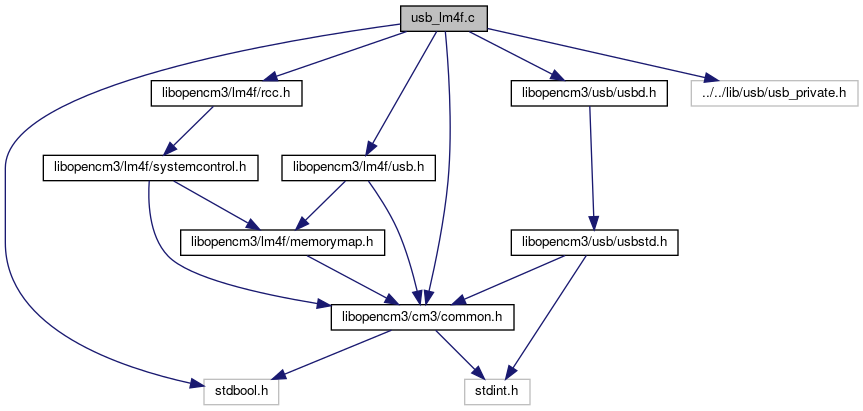 usb_lm4f.c
libopencm3/lm4f/rcc.h
libopencm3/usb/usbd.h
../../lib/usb/usb_private.h
libopencm3/lm4f/systemcontrol.h
libopencm3/lm4f/usb.h
libopencm3/lm4f/memorymap.h
libopencm3/usb/usbstd.h
libopencm3/cm3/common.h
stdbool.h
stdint.h